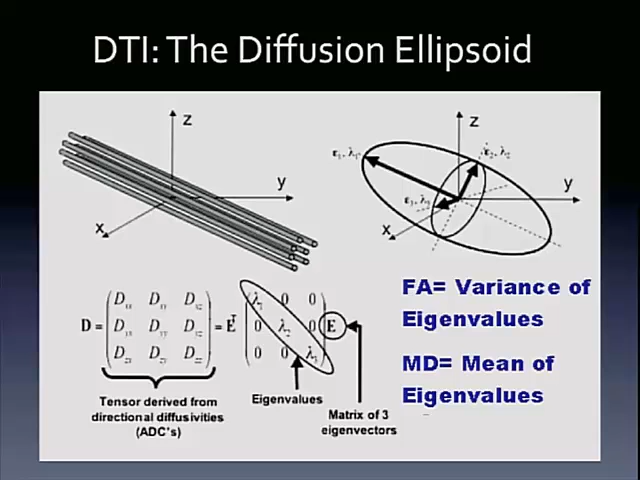 DTI: The Diffusion Ellipsoid
z
y
x
z
ε₁, λ₁
ε₂, λ₂
y
ε₃, λ₃
x
FA= Variance of
Eigenvalues
MD= Mean of
Eigenvalues
D = ( Dxx Dxy Dxz ) = Eᵀ ( λ₁ 0 0 ) E
( Dyx Dyy Dyz ) ( 0 λ₂ 0 )
( Dzx Dzy Dzz ) ( 0 0 λ₃ )
Tensor derived from
directional diffusivities
(ADC's)
Eigenvalues
Matrix of 3
eigenvectors